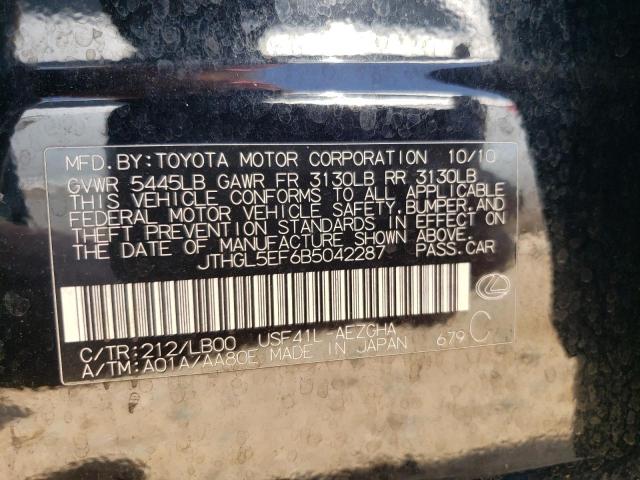 MFD. BY: TOYOTA MOTOR CORPORATION 10/10
GVWR 5445LB GAWR FR 3130LB RR 3130LB
THIS VEHICLE CONFORMS TO ALL APPLICABLE
FEDERAL MOTOR VEHICLE SAFETY, BUMPER, AND
THEFT PREVENTION STANDARDS IN EFFECT ON
THE DATE OF MANUFACTURE SHOWN ABOVE.
JTHGL5EF6B5042287 PASS.CAR
C/TR:212/LB00 USF41L-AEZGHA
A/TM:A01A/AA80E MADE IN JAPAN 679 C